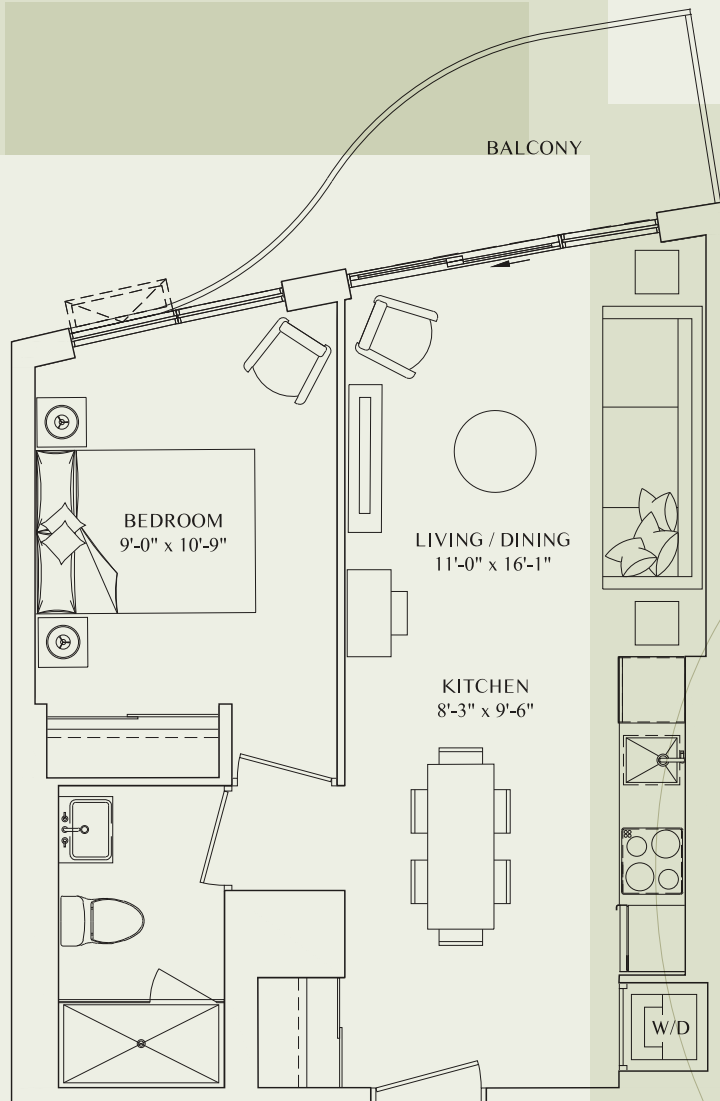 BALCONY
BEDROOM
9'-0" x 10'-9"
LIVING / DINING
11'-0" x 16'-1"
KITCHEN
8'-3" x 9'-6"
W/D